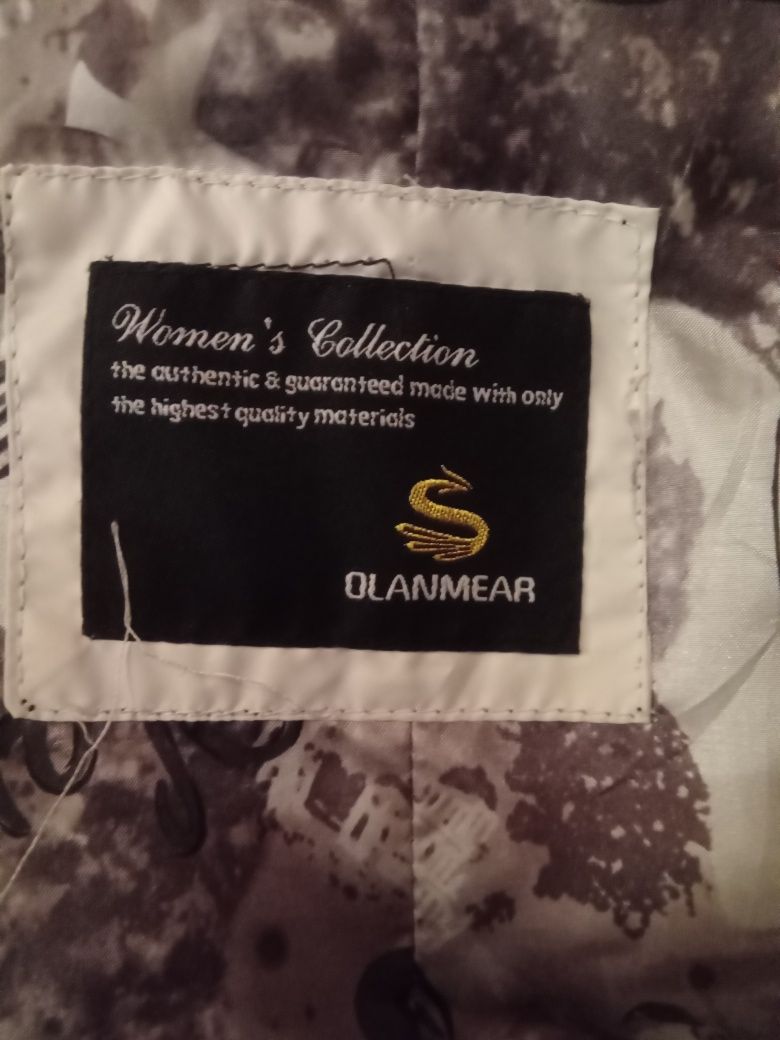 Women's Collection
the authentic & guaranteed made with only
the highest quality materials
OLANMEAR